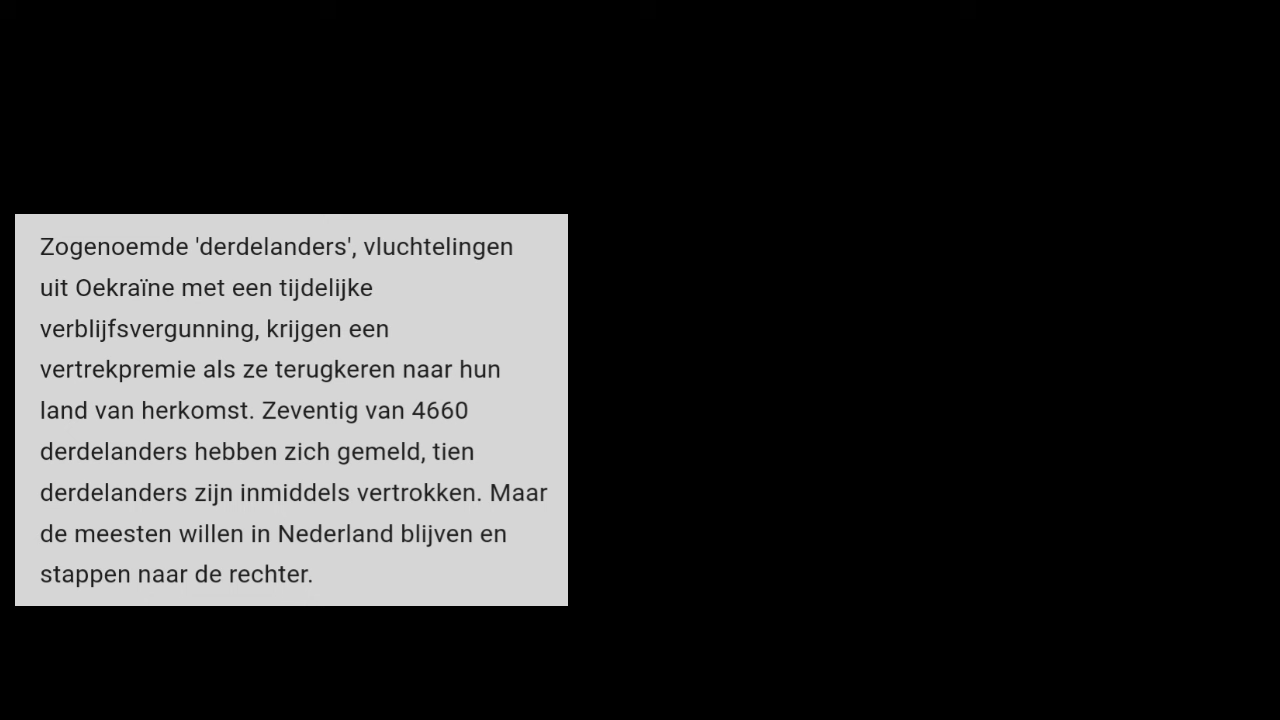 Zogenoemde 'derdelanders', vluchtelingen
uit Oekraïne met een tijdelijke
verblijfsvergunning, krijgen een
vertrekpremie als ze terugkeren naar hun
land van herkomst. Zeventig van 4660
derdelanders hebben zich gemeld, tien
derdelanders zijn inmiddels vertrokken. Maar
de meesten willen in Nederland blijven en
stappen naar de rechter.